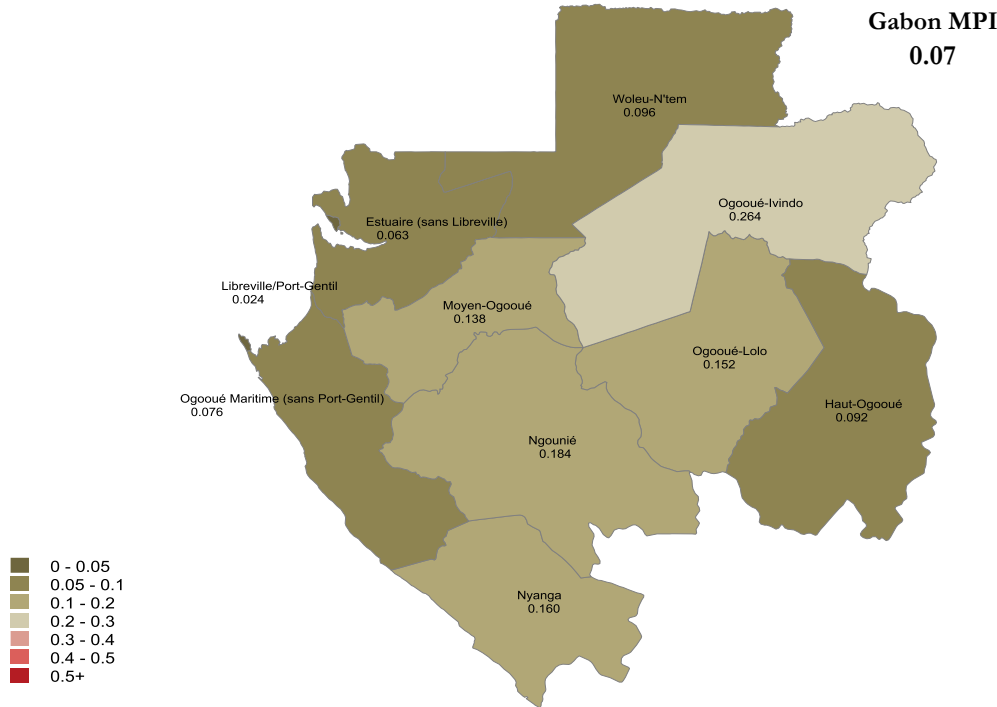 Gabon MPI
0.07
Woleu-N'tem
0.096
Ogooué-Ivindo
0.264
Estuaire (sans Libreville)
0.063
Libreville/Port-Gentil
0.024
Moyen-Ogooué
0.138
Ogooué-Lolo
0.152
Ogooué Maritime (sans Port-Gentil)
0.076
Haut-Ogooué
0.092
Ngounié
0.184
Nyanga
0.160
0 - 0.05
0.05 - 0.1
0.1 - 0.2
0.2 - 0.3
0.3 - 0.4
0.4 - 0.5
0.5+